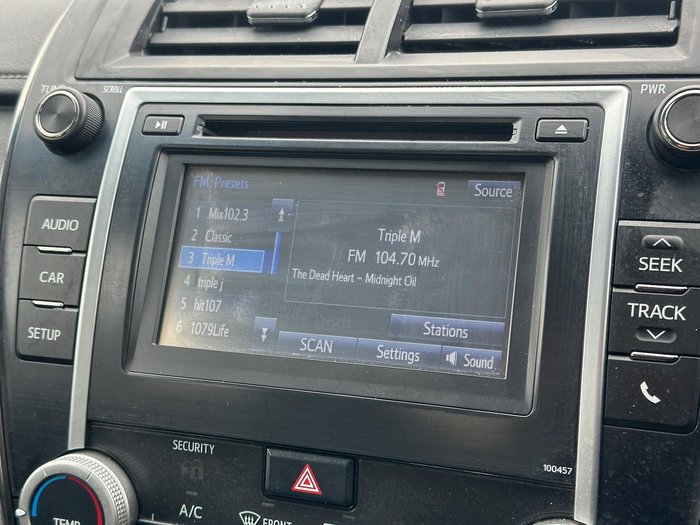 TUNE
SCROLL
PWR
FM: Presets
Source
1 Mix102.3
2 Classic
3 Triple M
4 triple j
5 hit107
6 1079Life
Triple M
FM 104.70 MHz
The Dead Heart - Midnight Oil
Stations
SCAN
Settings
Sound
AUDIO
CAR
SETUP
SEEK
TRACK
100457
SECURITY
A/C
FRONT
TEMP